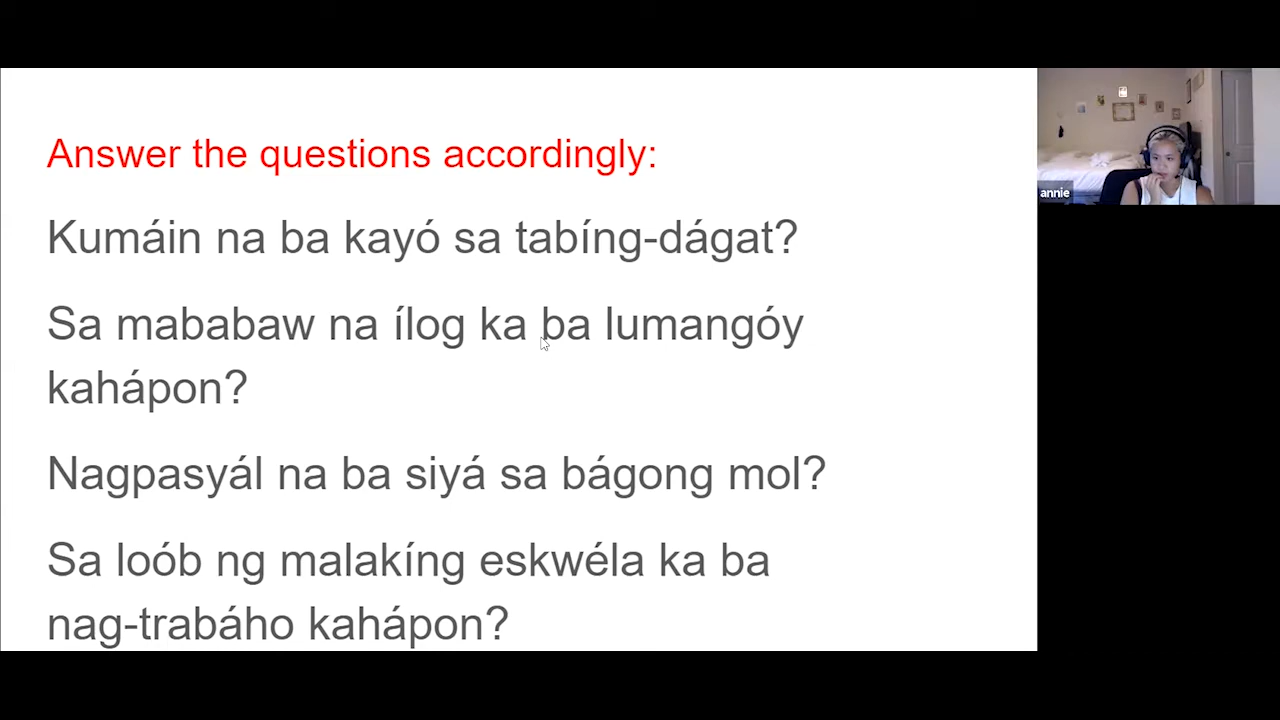 Answer the questions accordingly:
Kumáin na ba kayó sa tabíng-dágat?
Sa mababaw na ílog ka ba lumangóy
kahápon?
Nagpasyál na ba siyá sa bágong mol?
Sa loób ng malakíng eskwéla ka ba
nag-trabáho kahápon?
annie